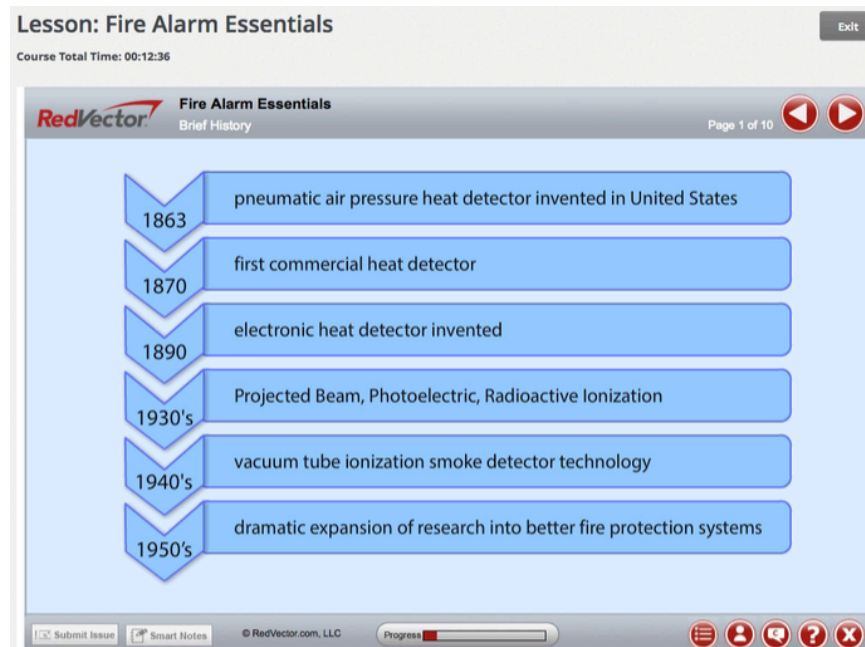 Lesson: Fire Alarm Essentials
Exit
Course Total Time: 00:12:36
RedVector
Fire Alarm Essentials
Brief History
Page 1 of 10
1863
pneumatic air pressure heat detector invented in United States
1870
first commercial heat detector
1890
electronic heat detector invented
1930's
Projected Beam, Photoelectric, Radioactive Ionization
1940's
vacuum tube ionization smoke detector technology
1950's
dramatic expansion of research into better fire protection systems
Submit Issue
Smart Notes
© RedVector.com, LLC
Progress